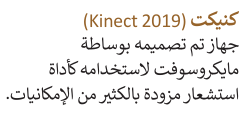 كنيكت (Kinect 2019)
جهاز تم تصميمه بوساطة
مايكروسوفت لاستخدامه كأداة
استشعار مزودة بالكثير من الإمكانيات.